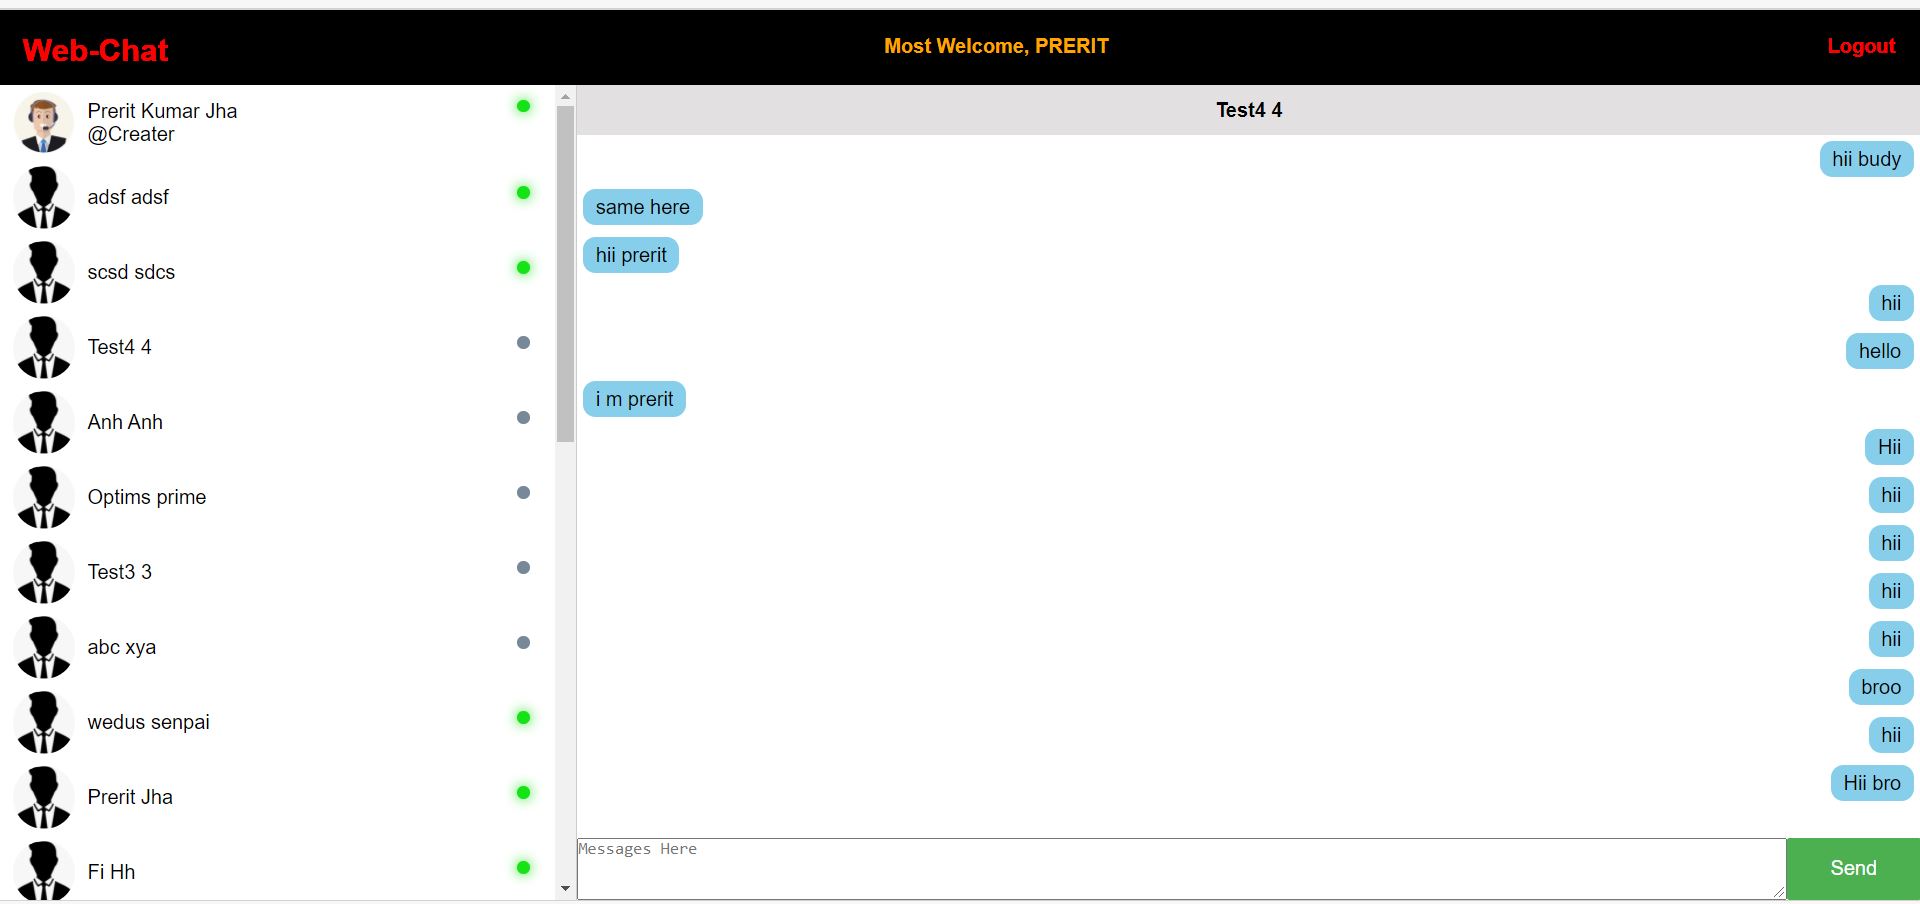 Web-Chat
Most Welcome, PRERIT
Logout
Prerit Kumar Jha
@Creater
adsf adsf
scsd sdcs
Test4 4
Anh Anh
Optims prime
Test3 3
abc xya
wedus senpai
Prerit Jha
Fi Hh
Test4 4
hii budy
same here
hii prerit
hii
hello
i m prerit
Hii
hii
hii
hii
hii
broo
hii
Hii bro
Messages Here
Send